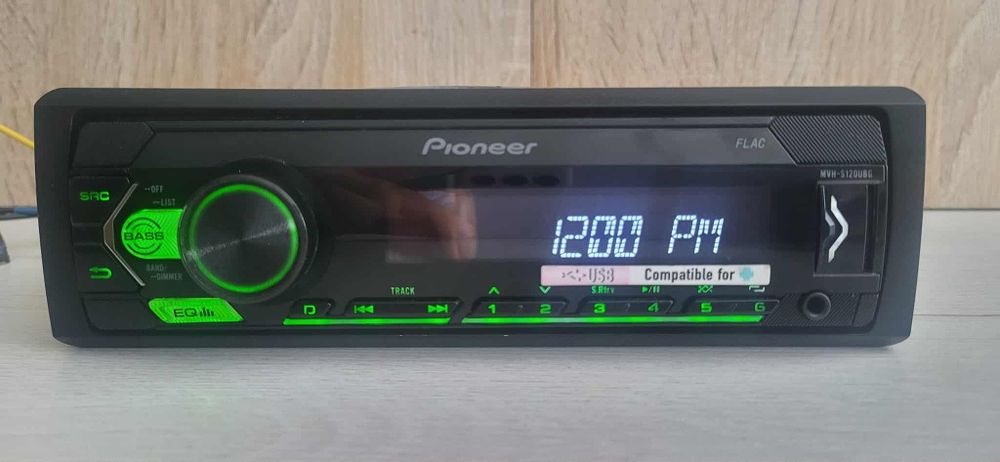 Pioneer
FLAC
MVH-S120UBG
SRC
OFF
LIST
BASS
BAND/
DIMMER
EQ
12:00 PM
USB Compatible for
TRACK
S.Rtrv
D 1 2 3 4 5 6